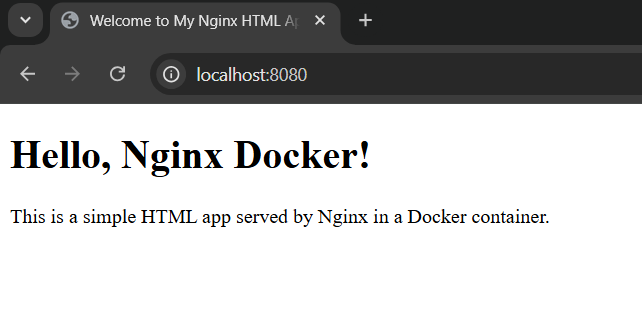 Welcome to My Nginx HTML
localhost:8080
Hello, Nginx Docker!
This is a simple HTML app served by Nginx in a Docker container.